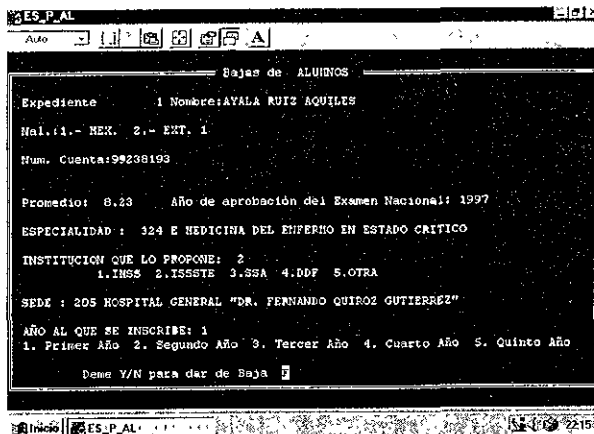 ES_P_AL
Auto A
Bajas de ALUMNOS
Expediente 1 Nombre:AYALA RUIZ AQUILES
Nal.:1.- MEX. 2.- EXT. 1
Num. Cuenta:99238193
Promedio: 8.23 Año de aprobación del Examen Nacional: 1997
ESPECIALIDAD : 324 E MEDICINA DEL ENFERMO EN ESTADO CRITICO
INSTITUCION QUE LO PROPONE: 2
1.IMSS 2.ISSSTE 3.SSA 4.DDF 5.OTRA
SEDE : 205 HOSPITAL GENERAL "DR. FERNANDO QUIROZ GUTIERREZ"
AÑO AL QUE SE INSCRIBE: 1
1. Primer Año 2. Segundo Año 3. Tercer Año 4. Cuarto Año 5. Quinto Año
Deme Y/N para dar de Baja F
Inicio ES_P_AL 22:15